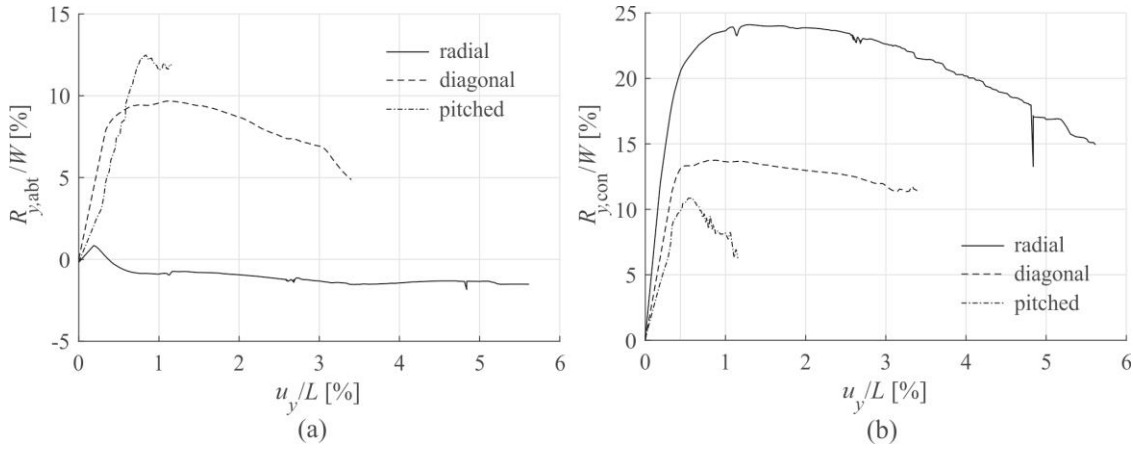 15
10
5
0
-5
R_y,abt/W [%]
radial
diagonal
pitched
0 1 2 3 4 5 6
u_y/L [%]
(a)
25
20
15
10
5
0
R_y,con/W [%]
radial
diagonal
pitched
0 1 2 3 4 5 6
u_y/L [%]
(b)